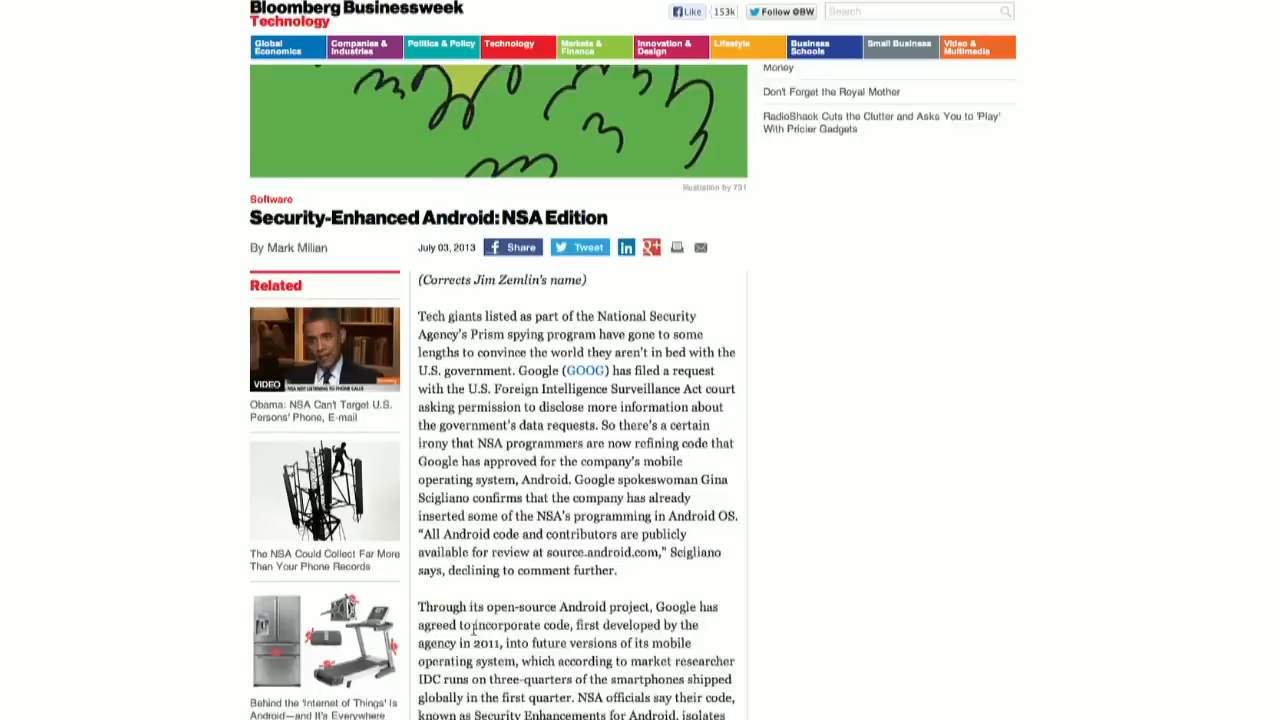 Bloomberg Businessweek
Technology
Like 153k Follow @BW Search
Global Economics
Companies & Industries
Politics & Policy
Technology
Markets & Finance
Innovation & Design
Lifestyle
Business Schools
Small Business
Video & Multimedia
Money
Don't Forget the Royal Mother
RadioShack Cuts the Clutter and Asks You to 'Play'
With Pricier Gadgets
Illustration by 731
Software
Security-Enhanced Android: NSA Edition
By Mark Milian
July 03, 2013 Share Tweet
Related
VIDEO
NSA NOT LISTENING TO PHONE CALLS
Obama: NSA Can't Target U.S.
Persons' Phone, E-mail
The NSA Could Collect Far More
Than Your Phone Records
Behind the 'Internet of Things' Is
Android—and It's Everywhere
(Corrects Jim Zemlin's name)
Tech giants listed as part of the National Security
Agency's Prism spying program have gone to some
lengths to convince the world they aren't in bed with the
U.S. government. Google (GOOG) has filed a request
with the U.S. Foreign Intelligence Surveillance Act court
asking permission to disclose more information about
the government's data requests. So there's a certain
irony that NSA programmers are now refining code that
Google has approved for the company's mobile
operating system, Android. Google spokeswoman Gina
Scigliano confirms that the company has already
inserted some of the NSA's programming in Android OS.
“All Android code and contributors are publicly
available for review at source.android.com,” Scigliano
says, declining to comment further.
Through its open-source Android project, Google has
agreed to incorporate code, first developed by the
agency in 2011, into future versions of its mobile
operating system, which according to market researcher
IDC runs on three-quarters of the smartphones shipped
globally in the first quarter. NSA officials say their code,
known as Security Enhancements for Android, isolates